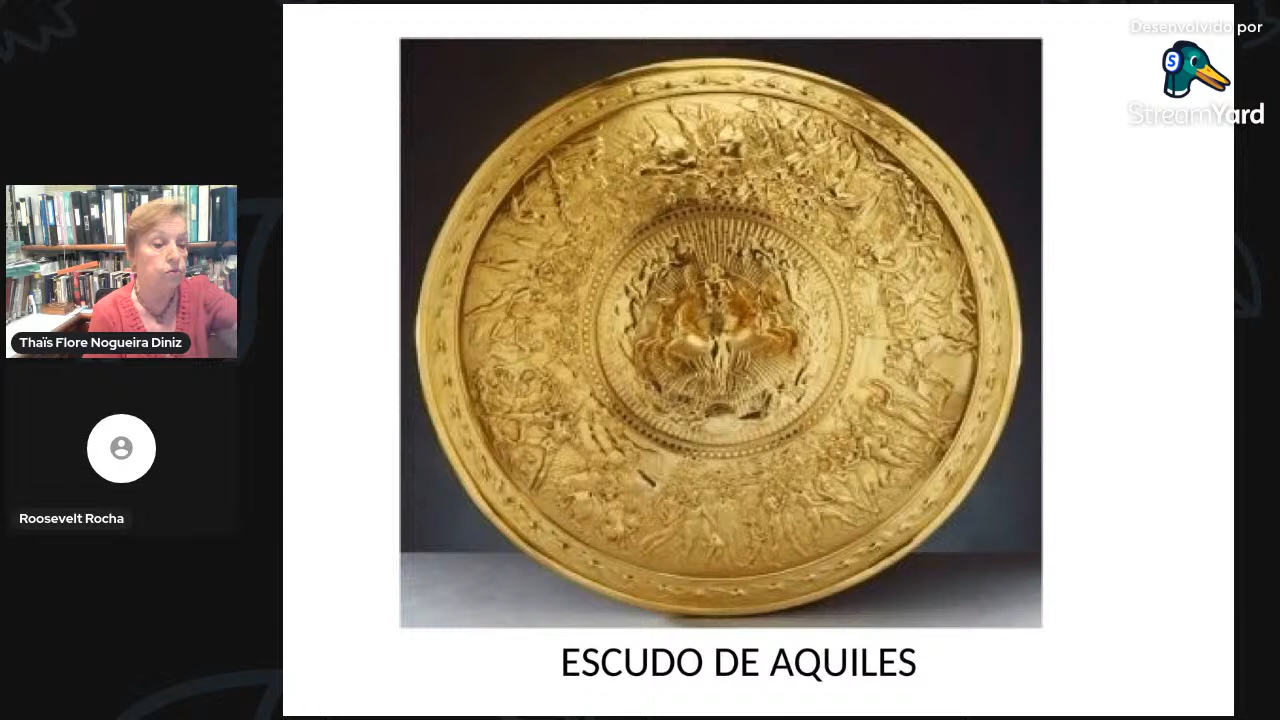 Desenvolvido por
StreamYard
Thaïs Flore Nogueira Diniz
Roosevelt Rocha
ESCUDO DE AQUILES